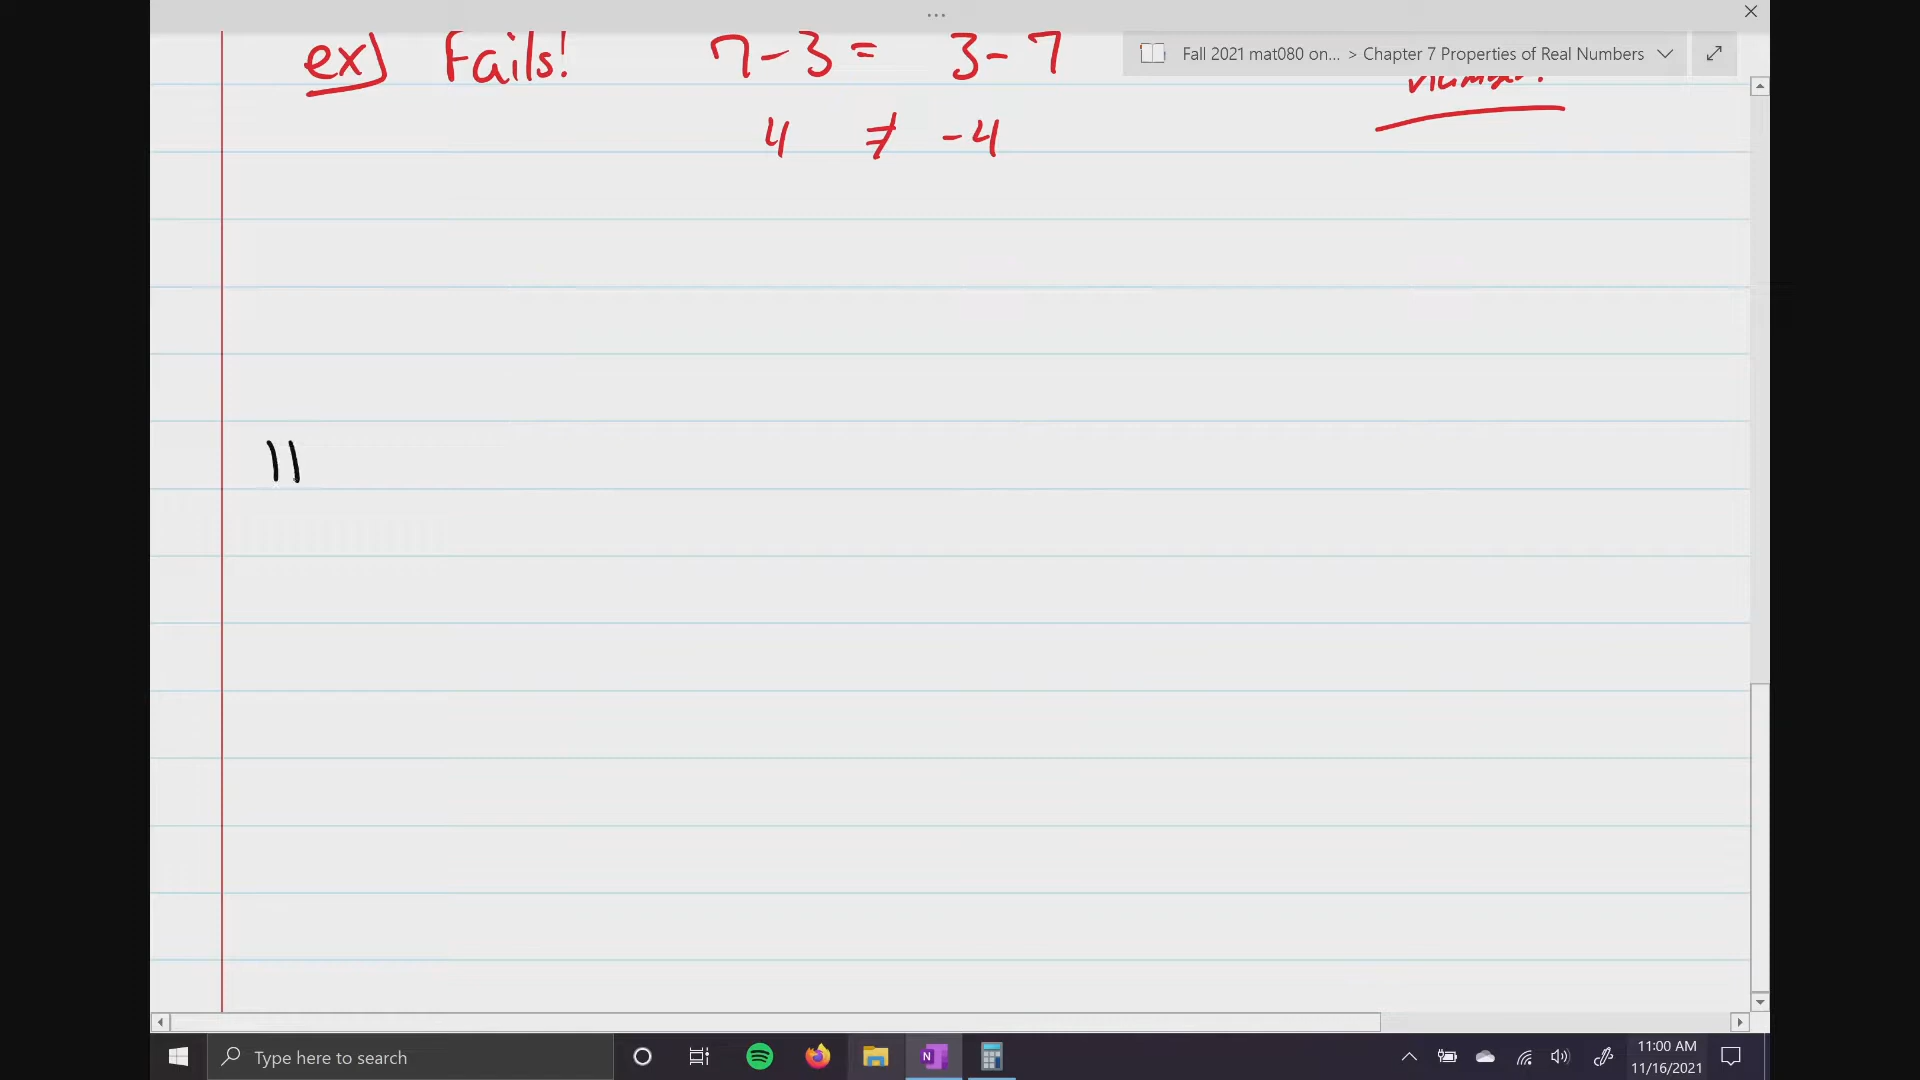 ex) Fails! 7 - 3 = 3 - 7
Fall 2021 mat080 on... > Chapter 7 Properties of Real Numbers
4 ≠ -4
11
Type here to search
11:00 AM
11/16/2021